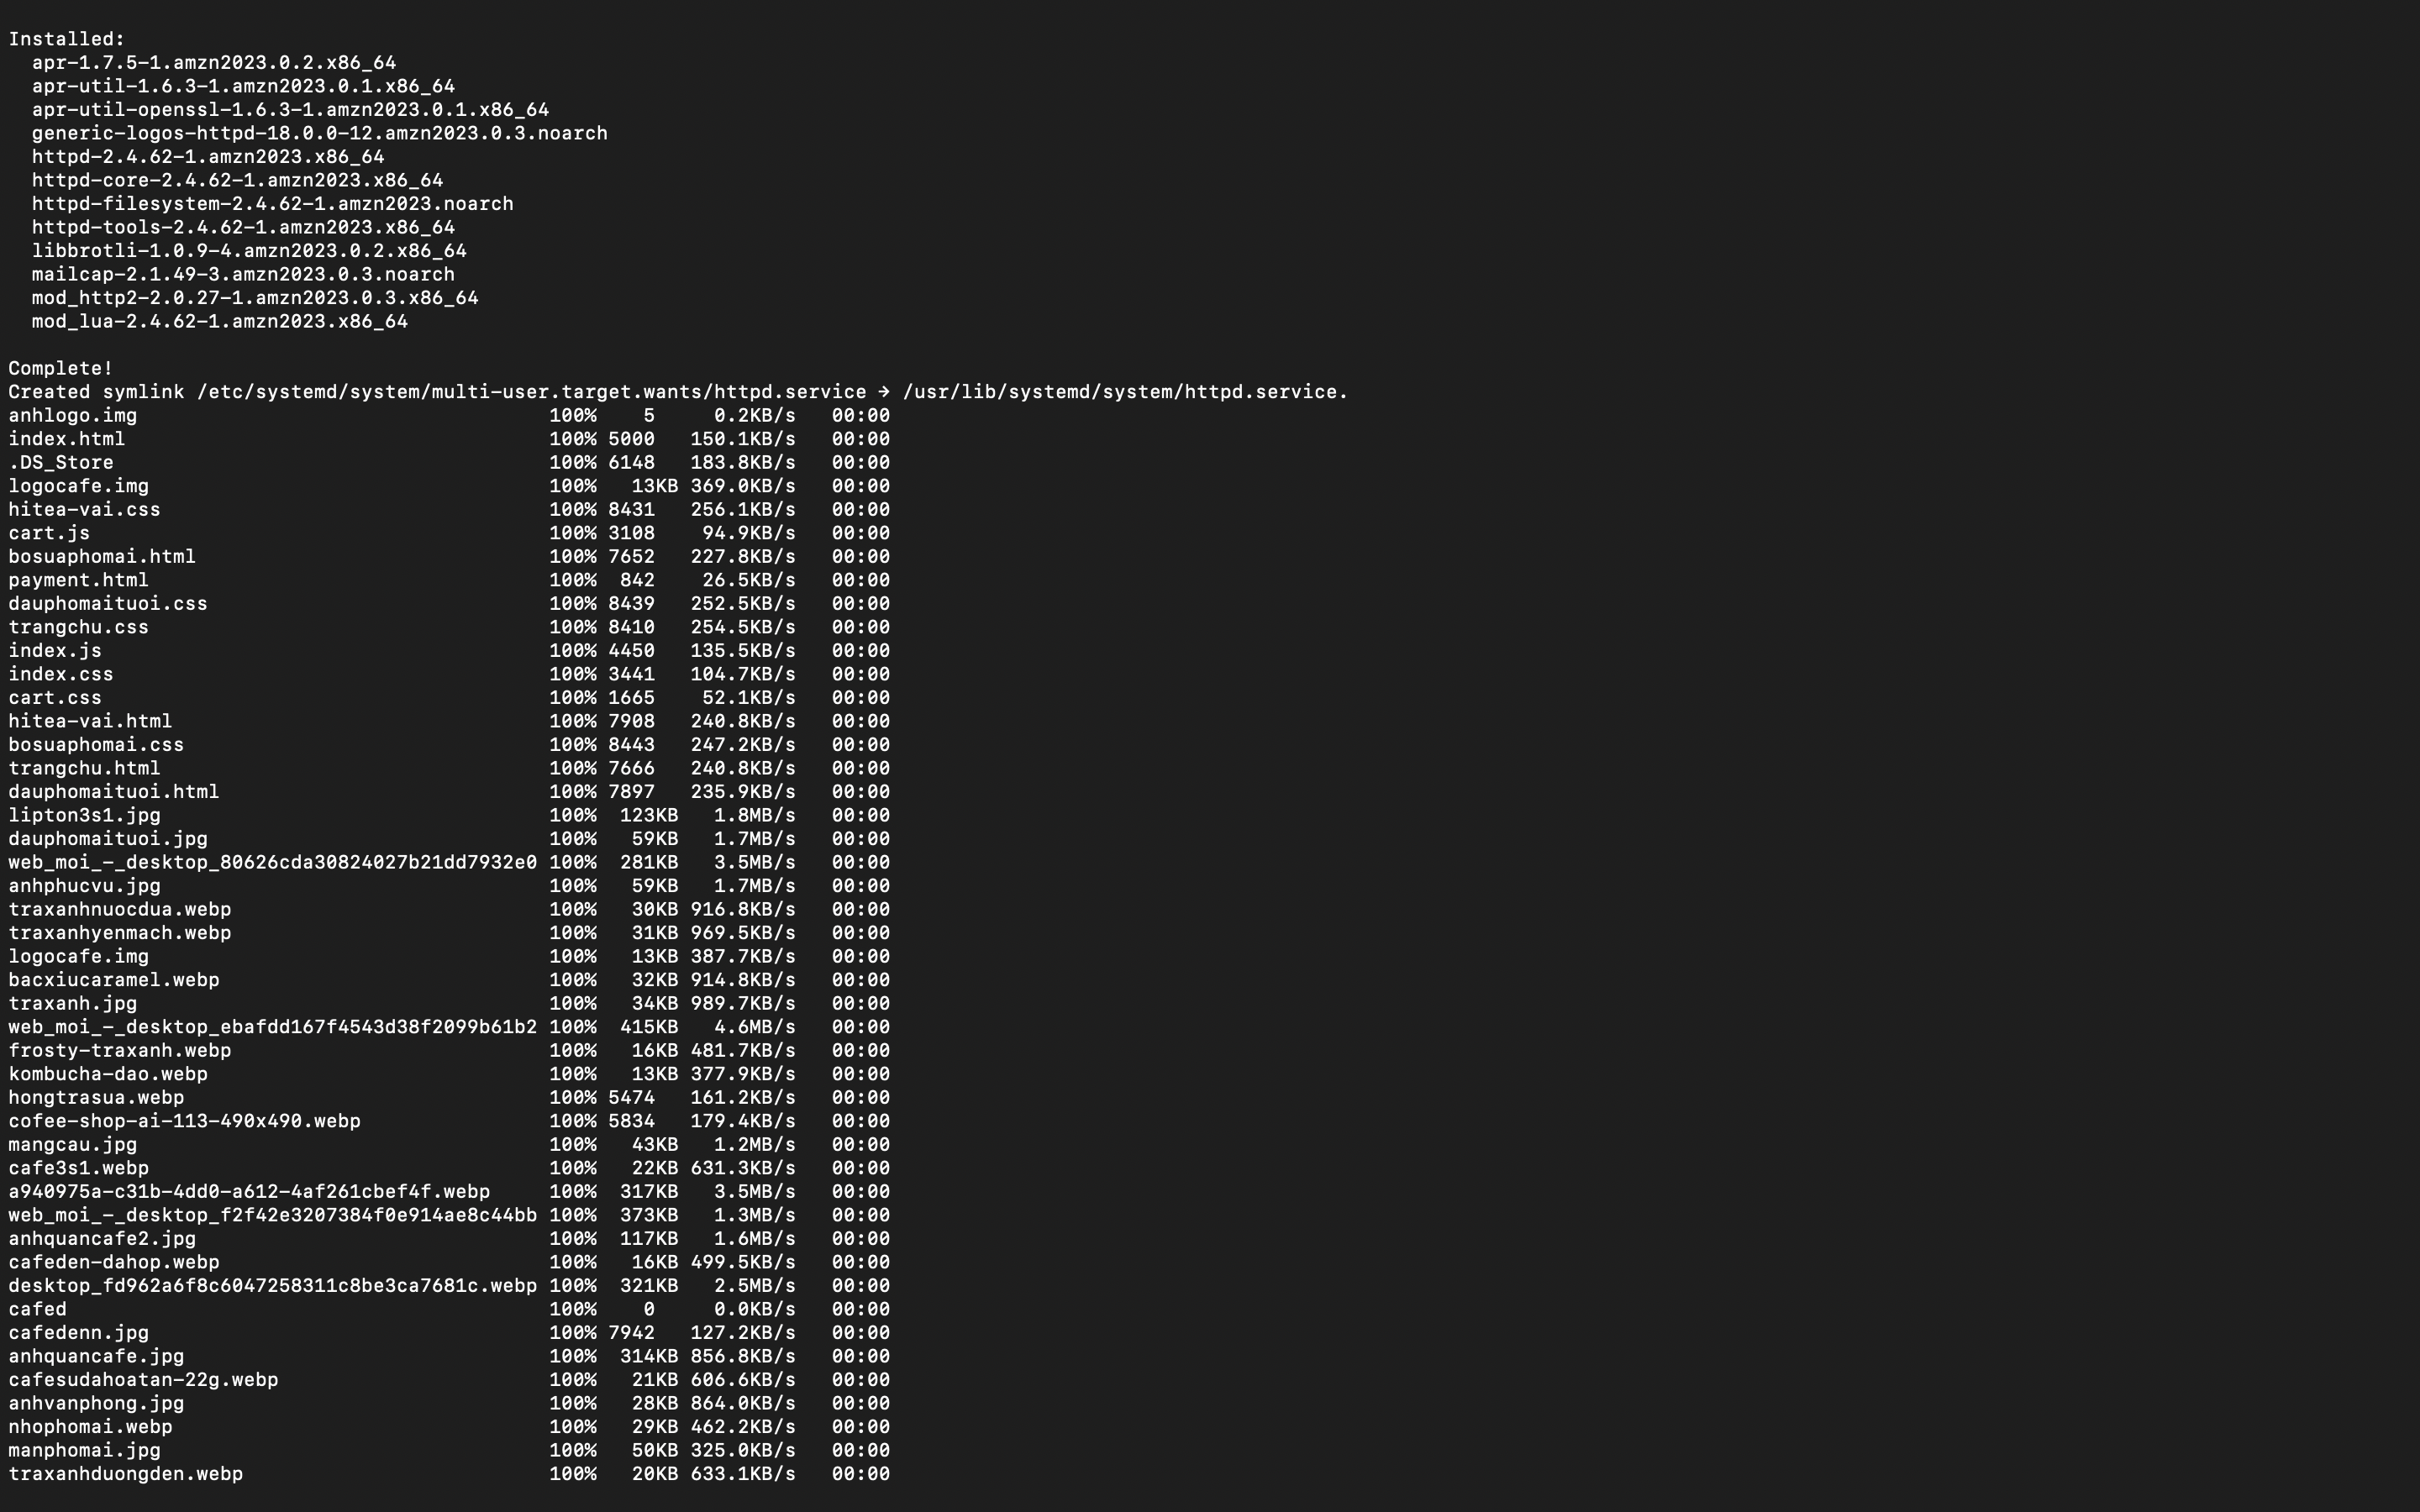 Installed:
  apr-1.7.5-1.amzn2023.0.2.x86_64
  apr-util-1.6.3-1.amzn2023.0.1.x86_64
  apr-util-openssl-1.6.3-1.amzn2023.0.1.x86_64
  generic-logos-httpd-18.0.0-12.amzn2023.0.3.noarch
  httpd-2.4.62-1.amzn2023.x86_64
  httpd-core-2.4.62-1.amzn2023.x86_64
  httpd-filesystem-2.4.62-1.amzn2023.noarch
  httpd-tools-2.4.62-1.amzn2023.x86_64
  libbrotli-1.0.9-4.amzn2023.0.2.x86_64
  mailcap-2.1.49-3.amzn2023.0.3.noarch
  mod_http2-2.0.27-1.amzn2023.0.3.x86_64
  mod_lua-2.4.62-1.amzn2023.x86_64
Complete!
Created symlink /etc/systemd/system/multi-user.target.wants/httpd.service → /usr/lib/systemd/system/httpd.service.
anhlogo.img 100% 5 0.2KB/s 00:00
index.html 100% 5000 150.1KB/s 00:00
.DS_Store 100% 6148 183.8KB/s 00:00
logocafe.img 100% 13KB 369.0KB/s 00:00
hitea-vai.css 100% 8431 256.1KB/s 00:00
cart.js 100% 3108 94.9KB/s 00:00
bosuaphomai.html 100% 7652 227.8KB/s 00:00
payment.html 100% 842 26.5KB/s 00:00
dauphomaituoi.css 100% 8439 252.5KB/s 00:00
trangchu.css 100% 8410 254.5KB/s 00:00
index.js 100% 4450 135.5KB/s 00:00
index.css 100% 3441 104.7KB/s 00:00
cart.css 100% 1665 52.1KB/s 00:00
hitea-vai.html 100% 7908 240.8KB/s 00:00
bosuaphomai.css 100% 8443 247.2KB/s 00:00
trangchu.html 100% 7666 240.8KB/s 00:00
dauphomaituoi.html 100% 7897 235.9KB/s 00:00
lipton3s1.jpg 100% 123KB 1.8MB/s 00:00
dauphomaituoi.jpg 100% 59KB 1.7MB/s 00:00
web_moi_-_desktop_80626cda30824027b21dd7932e0 100% 281KB 3.5MB/s 00:00
anhphucvu.jpg 100% 59KB 1.7MB/s 00:00
traxanhnuocdua.webp 100% 30KB 916.8KB/s 00:00
traxanhyenmach.webp 100% 31KB 969.5KB/s 00:00
logocafe.img 100% 13KB 387.7KB/s 00:00
bacxiucaramel.webp 100% 32KB 914.8KB/s 00:00
traxanh.jpg 100% 34KB 989.7KB/s 00:00
web_moi_-_desktop_ebafdd167f4543d38f2099b61b2 100% 415KB 4.6MB/s 00:00
frosty-traxanh.webp 100% 16KB 481.7KB/s 00:00
kombucha-dao.webp 100% 13KB 377.9KB/s 00:00
hongtrasua.webp 100% 5474 161.2KB/s 00:00
cofee-shop-ai-113-490x490.webp 100% 5834 179.4KB/s 00:00
mangcau.jpg 100% 43KB 1.2MB/s 00:00
cafe3s1.webp 100% 22KB 631.3KB/s 00:00
a940975a-c31b-4dd0-a612-4af261cbef4f.webp 100% 317KB 3.5MB/s 00:00
web_moi_-_desktop_f2f42e3207384f0e914ae8c44bb 100% 373KB 1.3MB/s 00:00
anhquancafe2.jpg 100% 117KB 1.6MB/s 00:00
cafeden-dahop.webp 100% 16KB 499.5KB/s 00:00
desktop_fd962a6f8c6047258311c8be3ca7681c.webp 100% 321KB 2.5MB/s 00:00
cafed 100% 0 0.0KB/s 00:00
cafedenn.jpg 100% 7942 127.2KB/s 00:00
anhquancafe.jpg 100% 314KB 856.8KB/s 00:00
cafesudahoatan-22g.webp 100% 21KB 606.6KB/s 00:00
anhvanphong.jpg 100% 28KB 864.0KB/s 00:00
nhophomai.webp 100% 29KB 462.2KB/s 00:00
manphomai.jpg 100% 50KB 325.0KB/s 00:00
traxanhduongden.webp 100% 20KB 633.1KB/s 00:00